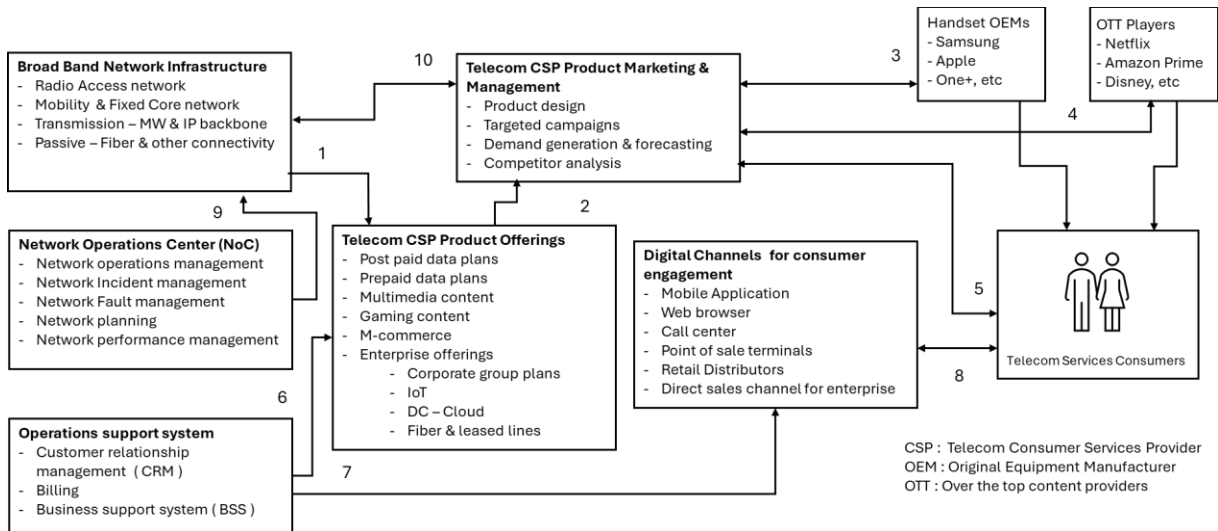 Broad Band Network Infrastructure
- Radio Access network
- Mobility & Fixed Core network
- Transmission – MW & IP backbone
- Passive – Fiber & other connectivity
10
Telecom CSP Product Marketing &
Management
- Product design
- Targeted campaigns
- Demand generation & forecasting
- Competitor analysis
3
Handset OEMs
- Samsung
- Apple
- One+, etc
OTT Players
- Netflix
- Amazon Prime
- Disney, etc
4
1
9
2
Network Operations Center (NoC)
- Network operations management
- Network Incident management
- Network Fault management
- Network planning
- Network performance management
Telecom CSP Product Offerings
- Post paid data plans
- Prepaid data plans
- Multimedia content
- Gaming content
- M-commerce
- Enterprise offerings
- Corporate group plans
- IoT
- DC – Cloud
- Fiber & leased lines
Digital Channels for consumer
engagement
- Mobile Application
- Web browser
- Call center
- Point of sale terminals
- Retail Distributors
- Direct sales channel for enterprise
5
Telecom Services Consumers
8
6
Operations support system
- Customer relationship
management ( CRM )
- Billing
- Business support system ( BSS )
7
CSP : Telecom Consumer Services Provider
OEM : Original Equipment Manufacturer
OTT : Over the top content providers